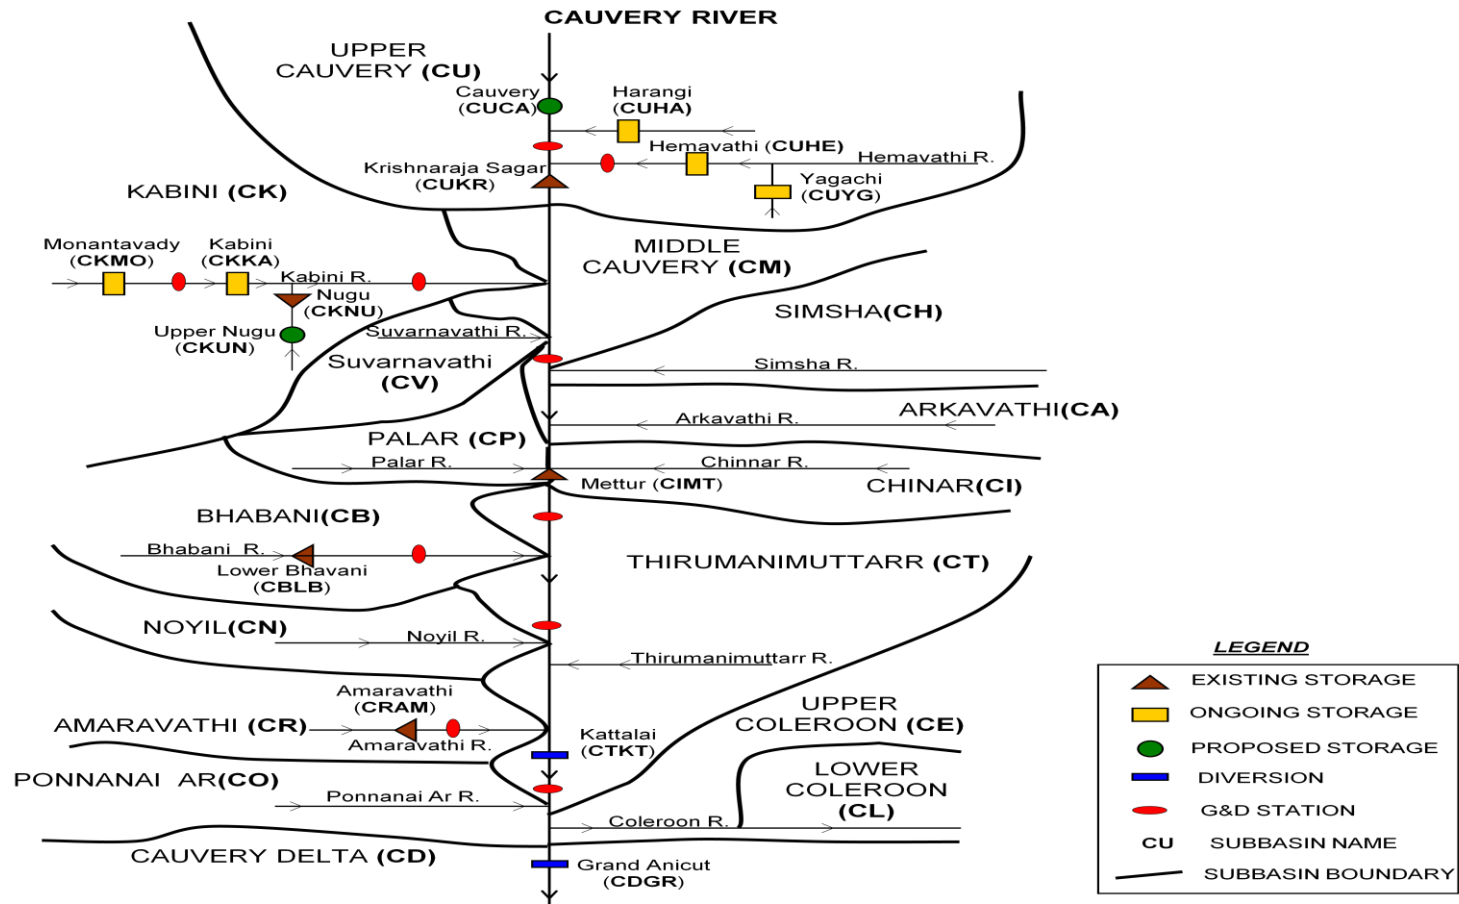 CAUVERY RIVER
UPPER
CAUVERY (CU)
Cauvery
(CUCA)
Harangi
(CUHA)
Hemavathi (CUHE)
Hemavathi R.
Krishnaraja Sagar
(CUKR)
Yagachi
(CUYG)
KABINI (CK)
MIDDLE
CAUVERY (CM)
Monantavady
(CKMO)
Kabini
(CKKA)
Kabini R.
Nugu
(CKNU)
Upper Nugu
(CKUN)
SIMSHA(CH)
Suvarnavathi R.
Suvarnavathi
(CV)
Simsha R.
ARKAVATHI(CA)
Arkavathi R.
PALAR (CP)
Palar R.
Chinnar R.
Mettur (CIMT)
CHINAR(CI)
BHABANI(CB)
Bhabani R.
Lower Bhavani
(CBLB)
THIRUMANIMUTTARR (CT)
NOYIL(CN)
Noyil R.
Thirumanimuttarr R.
Amaravathi
(CRAM)
AMARAVATHI (CR)
Amaravathi R.
Kattalai
(CTKT)
UPPER
COLEROON (CE)
PONNANAI AR(CO)
Ponnanai Ar R.
LOWER
COLEROON
(CL)
Coleroon R.
CAUVERY DELTA (CD)
Grand Anicut
(CDGR)
LEGEND
EXISTING STORAGE
ONGOING STORAGE
PROPOSED STORAGE
DIVERSION
G&D STATION
CU SUBBASIN NAME
SUBBASIN BOUNDARY